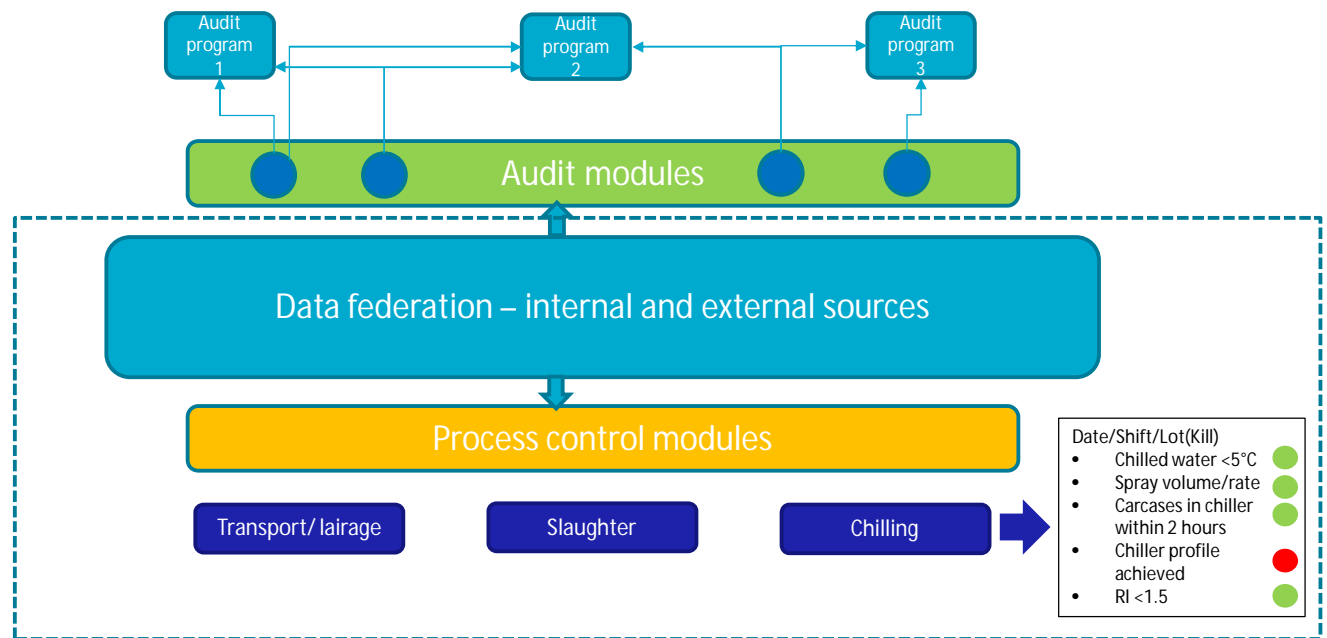 Audit
program
1
Audit
program
2
Audit
program
3
Audit modules
Data federation – internal and external sources
Process control modules
Transport/ lairage
Slaughter
Chilling
Date/Shift/Lot(Kill)
• Chilled water <5°C
• Spray volume/rate
• Carcases in chiller
within 2 hours
• Chiller profile
achieved
• RI <1.5